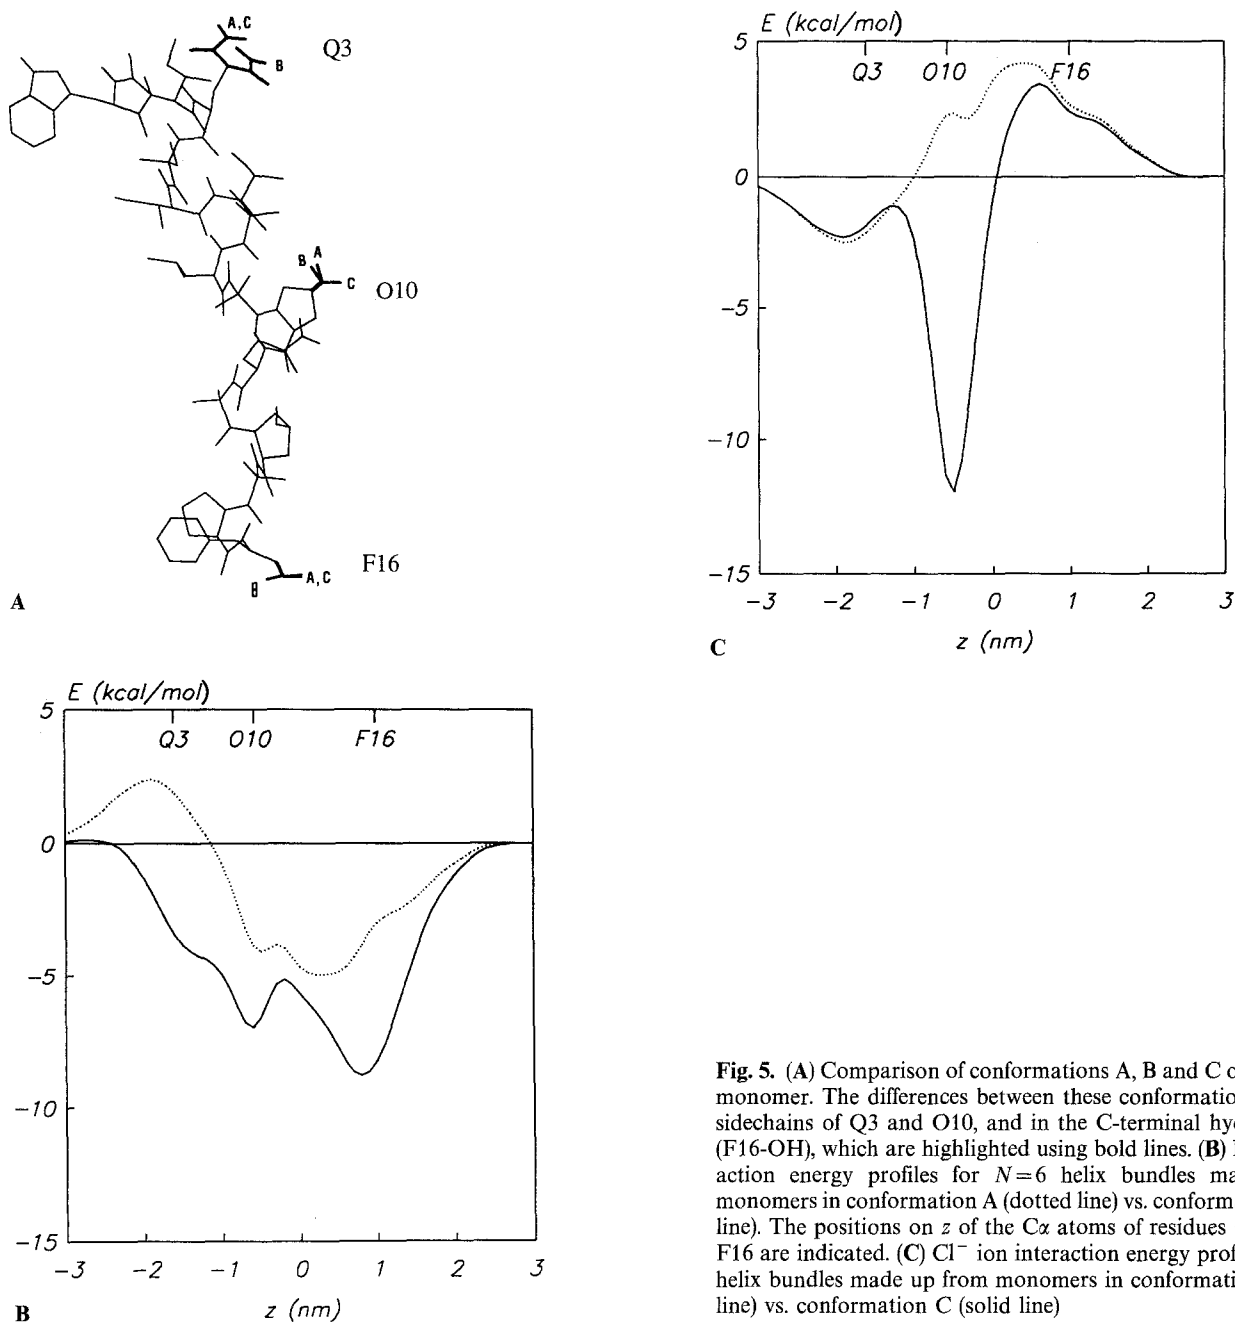 A,C
Q3
B
B A
C
O10
F16
B
A,C
A
E (kcal/mol)
5
Q3 O10 F16
0
-5
-10
-15
-3 -2 -1 0 1 2 3
z (nm)
C
E (kcal/mol)
5
Q3 O10 F16
0
-5
-10
-15
-3 -2 -1 0 1 2 3
z (nm)
B
Fig. 5. (A) Comparison of conformations A, B and C o
monomer. The differences between these conformatio
sidechains of Q3 and O10, and in the C-terminal hy
(F16-OH), which are highlighted using bold lines. (B)
action energy profiles for N=6 helix bundles ma
monomers in conformation A (dotted line) vs. conform
line). The positions on z of the Cα atoms of residues
F16 are indicated. (C) Cl⁻ ion interaction energy prof
helix bundles made up from monomers in conformati
line) vs. conformation C (solid line)